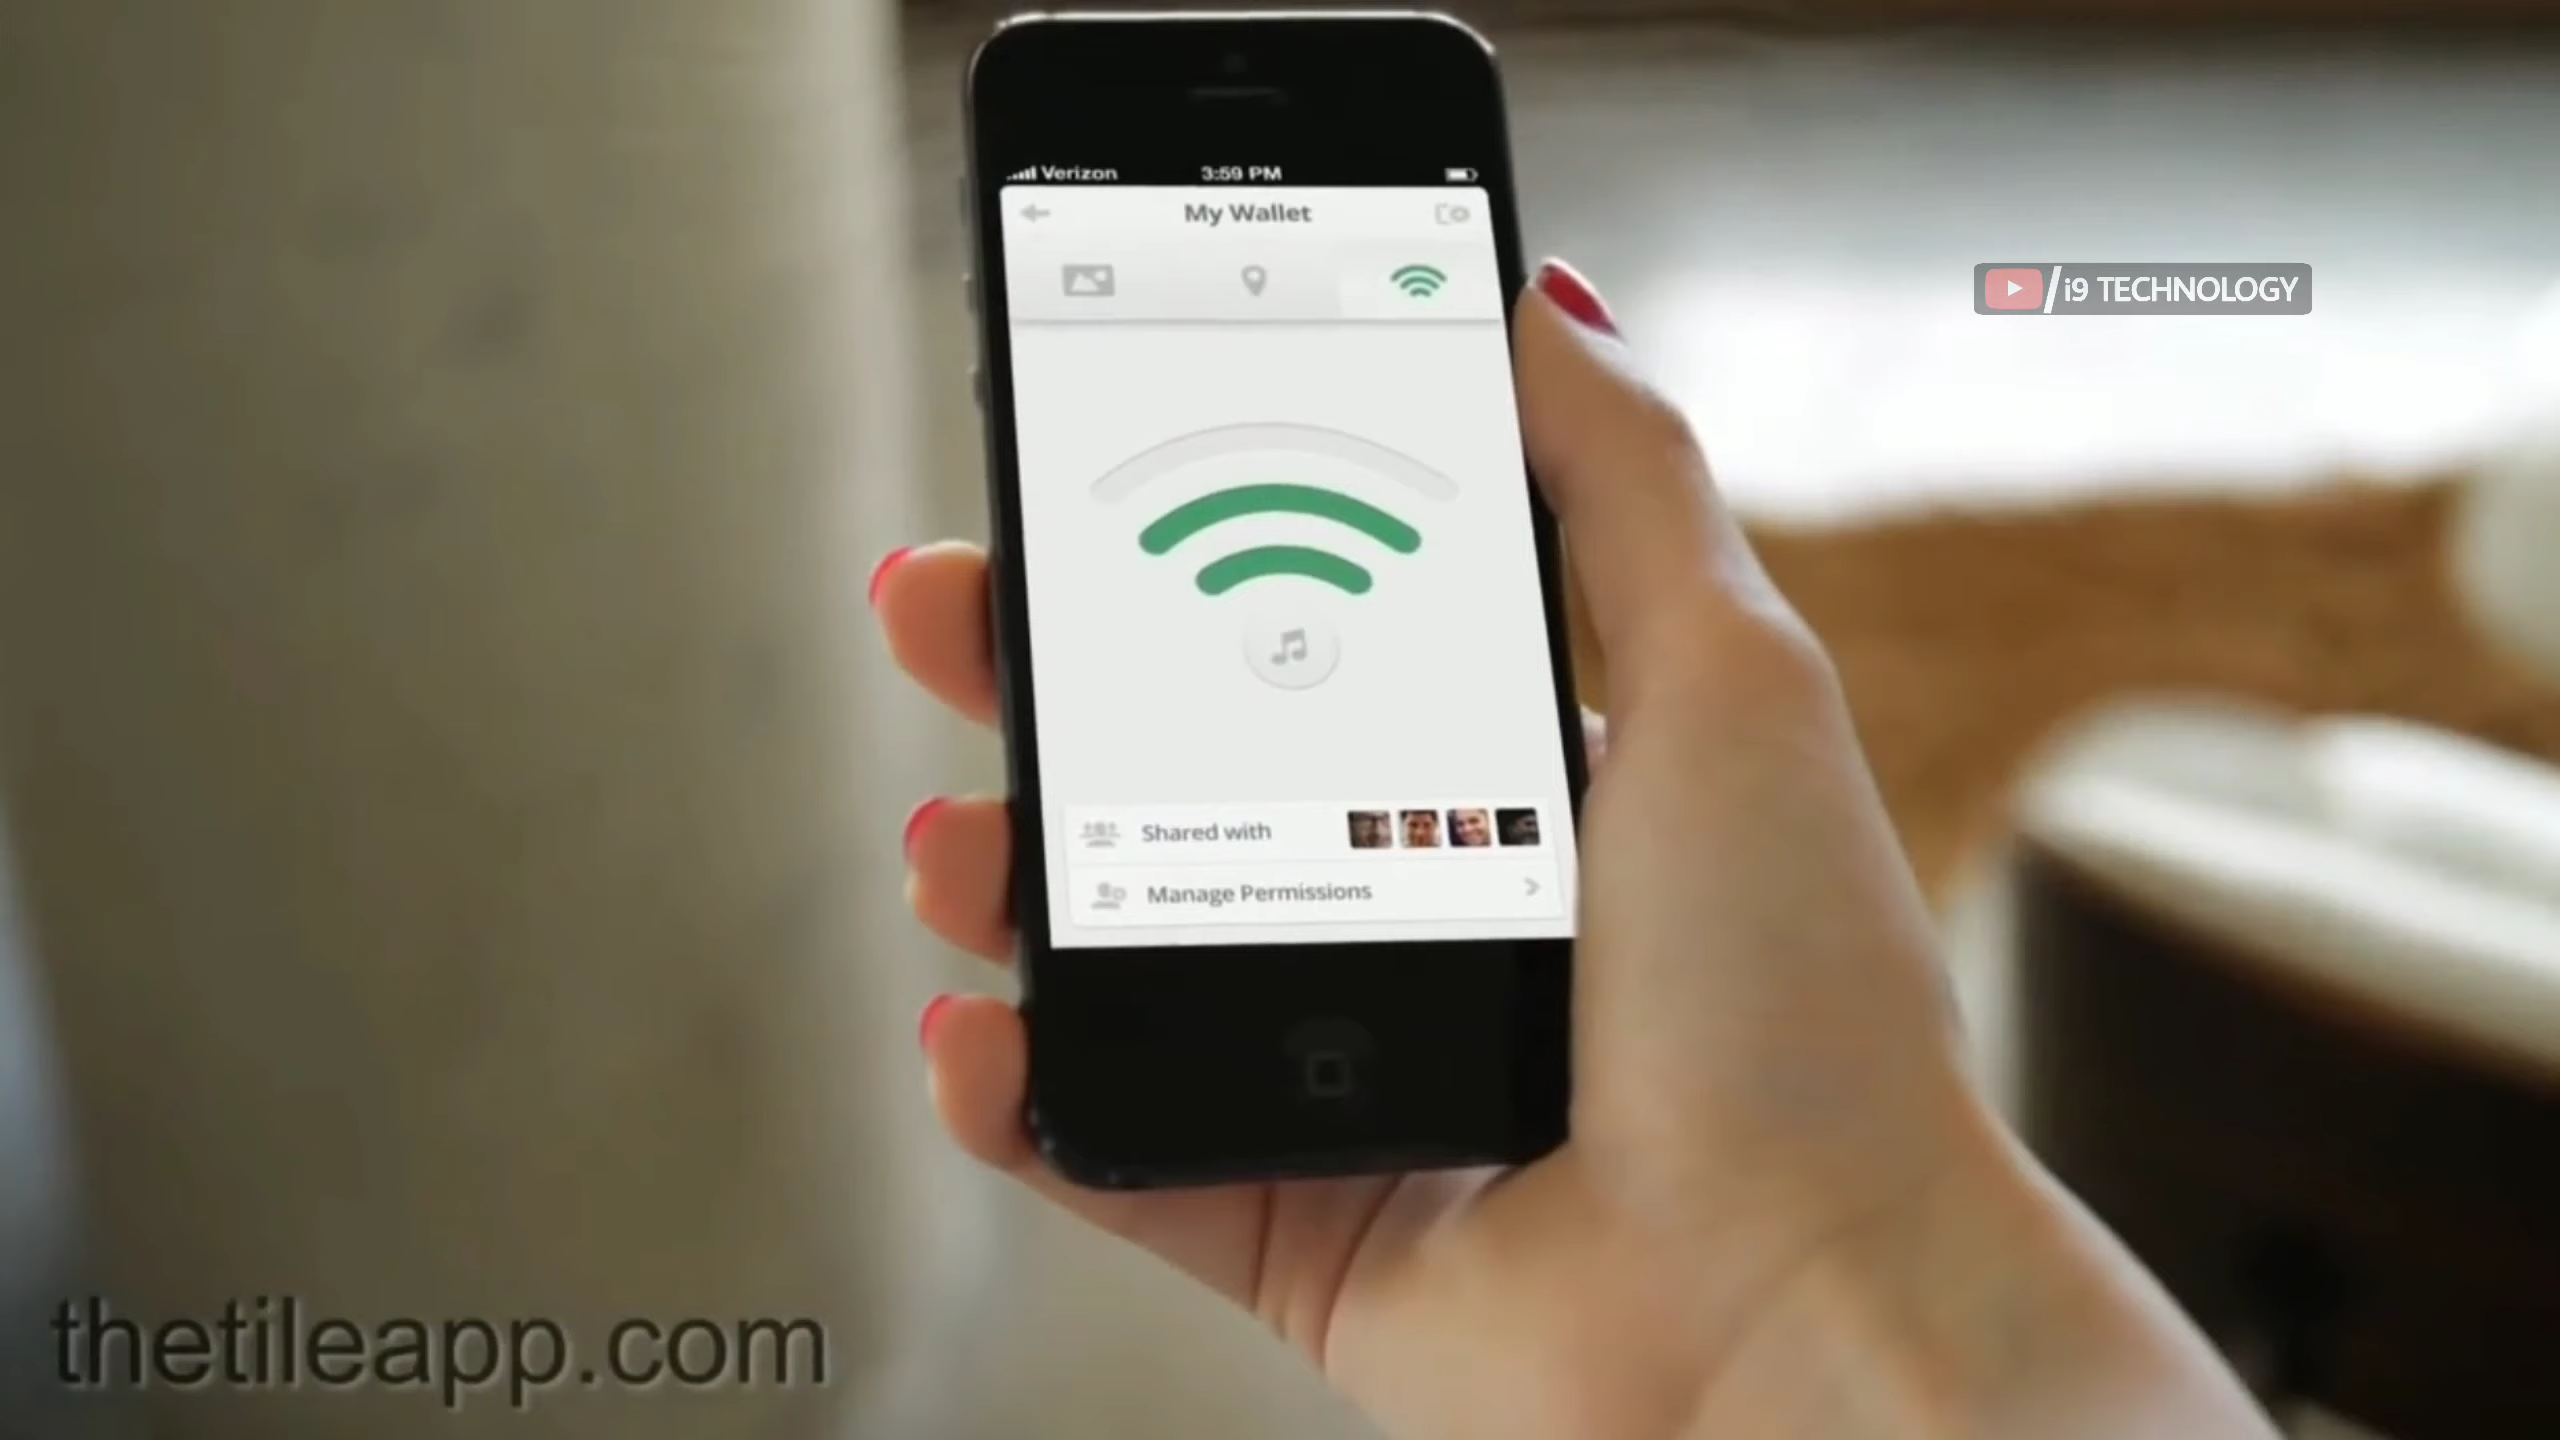 Verizon 3:59 PM
My Wallet
/i9 TECHNOLOGY
Shared with
Manage Permissions
thetileapp.com